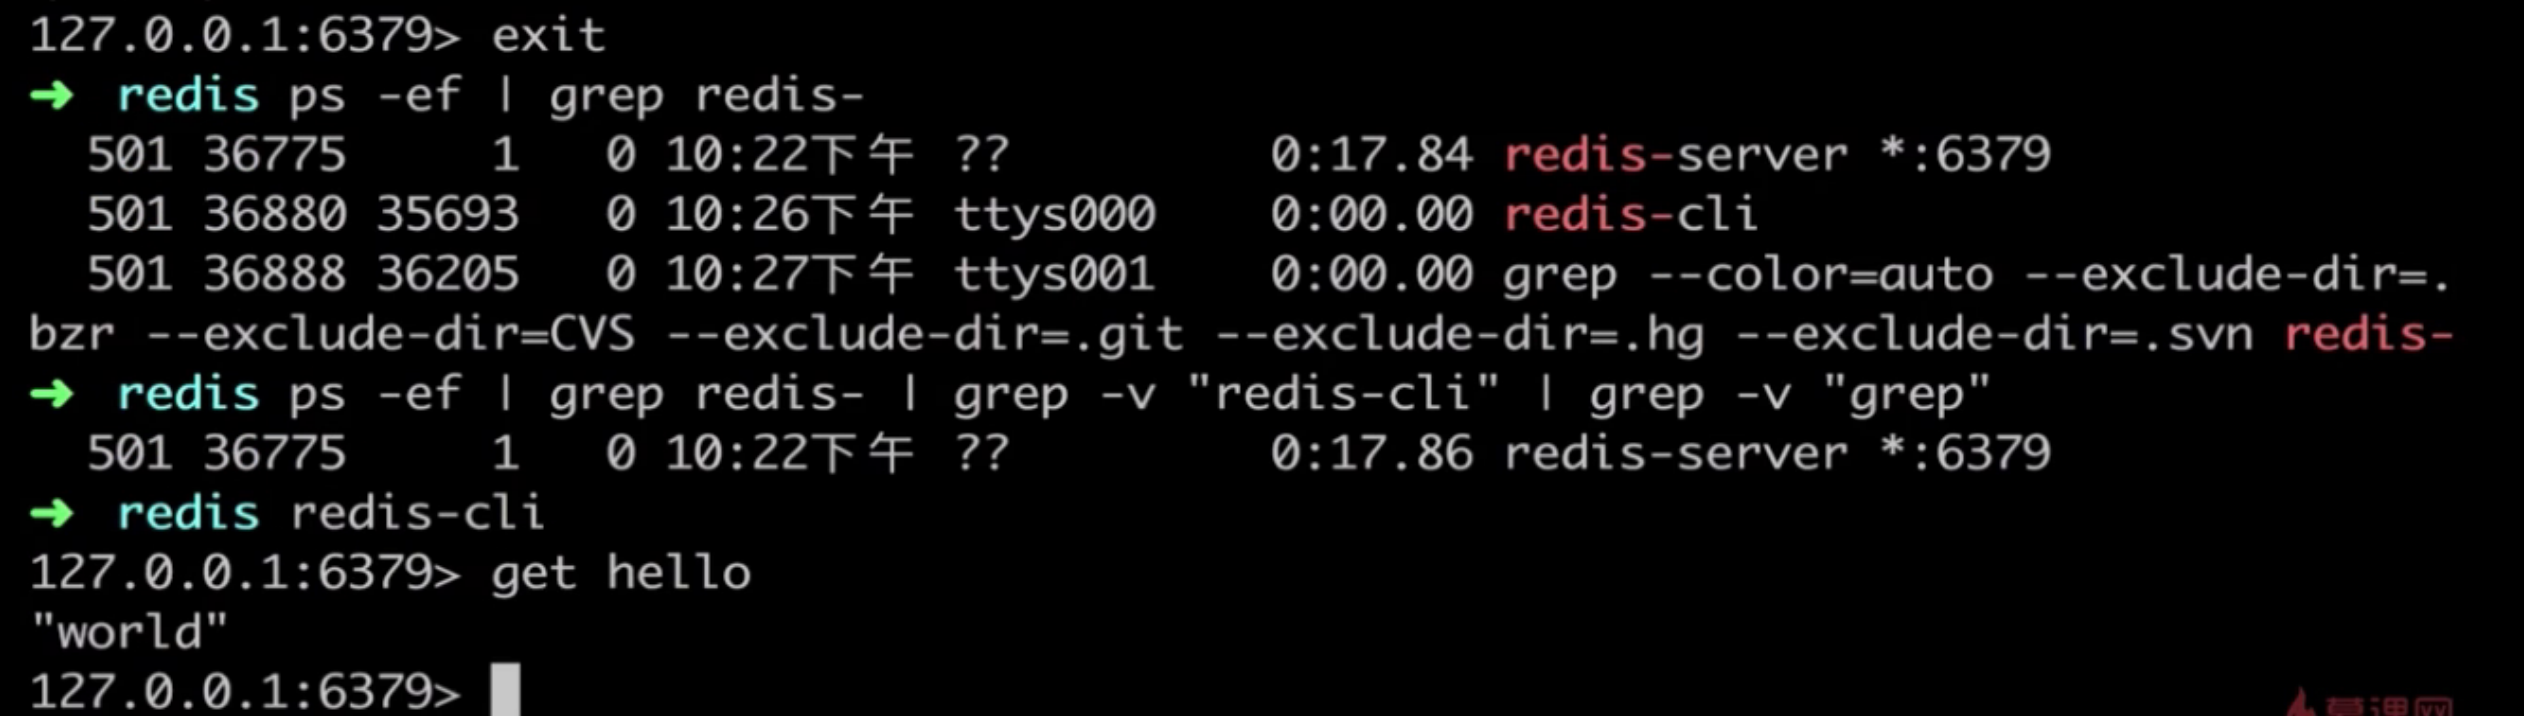 127.0.0.1:6379> exit
➜ redis ps -ef | grep redis-
501 36775 1 0 10:22下午 ?? 0:17.84 redis-server *:6379
501 36880 35693 0 10:26下午 ttys000 0:00.00 redis-cli
501 36888 36205 0 10:27下午 ttys001 0:00.00 grep --color=auto --exclude-dir=.
bzr --exclude-dir=CVS --exclude-dir=.git --exclude-dir=.hg --exclude-dir=.svn redis-
➜ redis ps -ef | grep redis- | grep -v "redis-cli" | grep -v "grep"
501 36775 1 0 10:22下午 ?? 0:17.86 redis-server *:6379
➜ redis redis-cli
127.0.0.1:6379> get hello
"world"
127.0.0.1:6379>
慕课网